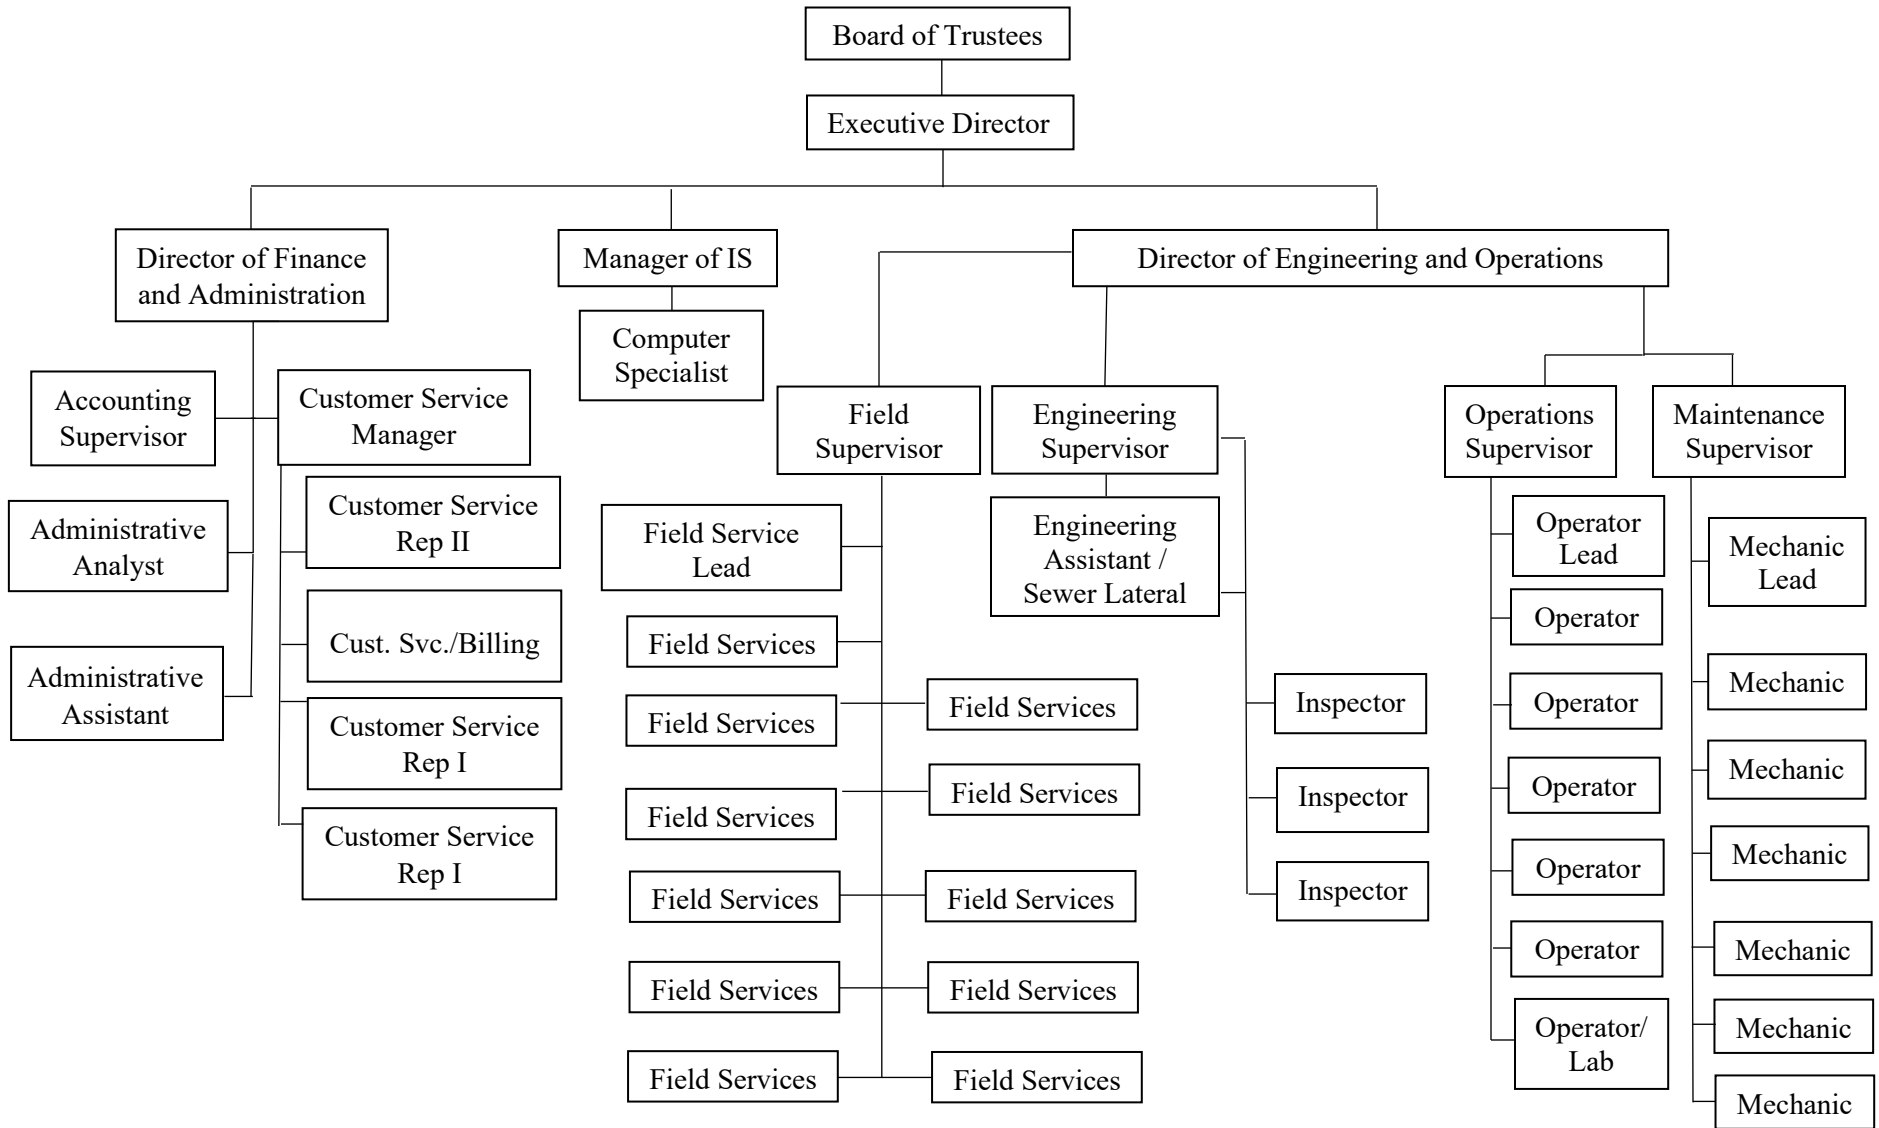 Board of Trustees
Executive Director
Director of Finance
and Administration
Manager of IS
Director of Engineering and Operations
Computer
Specialist
Accounting
Supervisor
Customer Service
Manager
Administrative
Analyst
Administrative
Assistant
Customer Service
Rep II
Cust. Svc./Billing
Customer Service
Rep I
Customer Service
Rep I
Field
Supervisor
Field Service
Lead
Field Services
Field Services
Field Services
Field Services
Field Services
Field Services
Field Services
Field Services
Field Services
Field Services
Field Services
Engineering
Supervisor
Engineering
Assistant /
Sewer Lateral
Inspector
Inspector
Inspector
Operations
Supervisor
Operator
Lead
Operator
Operator
Operator
Operator
Operator
Operator/
Lab
Maintenance
Supervisor
Mechanic
Lead
Mechanic
Mechanic
Mechanic
Mechanic
Mechanic
Mechanic